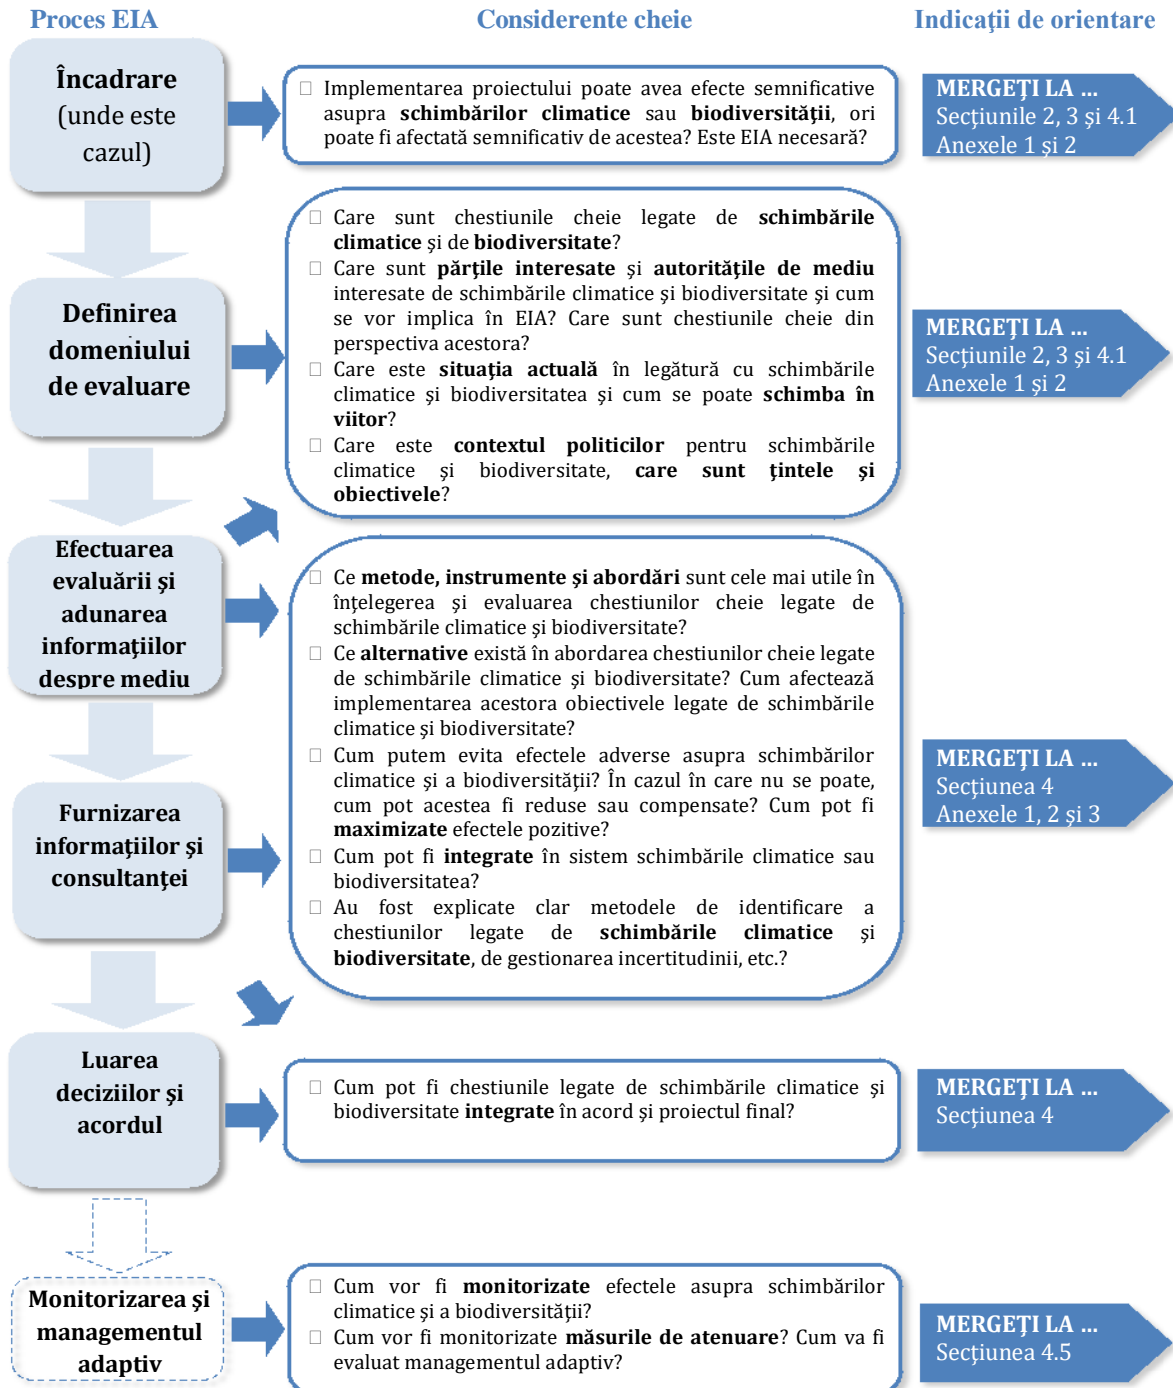 Proces EIA
Considerente cheie
Indicaţii de orientare
Încadrare
(unde este
cazul)
□ Implementarea proiectului poate avea efecte semnificative
asupra schimbărilor climatice sau biodiversităţii, ori
poate fi afectată semnificativ de acestea? Este EIA necesară?
MERGEŢI LA ...
Secţiunile 2, 3 şi 4.1
Anexele 1 şi 2
Definirea
domeniului
de evaluare
□ Care sunt chestiunile cheie legate de schimbările
climatice şi de biodiversitate?
□ Care sunt părţile interesate şi autorităţile de mediu
interesate de schimbările climatice şi biodiversitate şi cum
se vor implica în EIA? Care sunt chestiunile cheie din
perspectiva acestora?
□ Care este situaţia actuală în legătură cu schimbările
climatice şi biodiversitatea şi cum se poate schimba în
viitor?
□ Care este contextul politicilor pentru schimbările
climatice şi biodiversitate, care sunt ţintele şi
obiectivele?
MERGEŢI LA ...
Secţiunile 2, 3 şi 4.1
Anexele 1 şi 2
Efectuarea
evaluării şi
adunarea
informaţiilor
despre mediu
Furnizarea
informaţiilor şi
consultanţei
□ Ce metode, instrumente şi abordări sunt cele mai utile în
înţelegerea şi evaluarea chestiunilor cheie legate de
schimbările climatice şi biodiversitate?
□ Ce alternative există în abordarea chestiunilor cheie legate
de schimbările climatice şi biodiversitate? Cum afectează
implementarea acestora obiectivele legate de schimbările
climatice şi biodiversitate?
□ Cum putem evita efectele adverse asupra schimbărilor
climatice şi a biodiversităţii? În cazul în care nu se poate,
cum pot acestea fi reduse sau compensate? Cum pot fi
maximizate efectele pozitive?
□ Cum pot fi integrate în sistem schimbările climatice sau
biodiversitatea?
□ Au fost explicate clar metodele de identificare a
chestiunilor legate de schimbările climatice şi
biodiversitate, de gestionarea incertitudinii, etc.?
MERGEŢI LA ...
Secţiunea 4
Anexele 1, 2 şi 3
Luarea
deciziilor şi
acordul
□ Cum pot fi chestiunile legate de schimbările climatice şi
biodiversitate integrate în acord şi proiectul final?
MERGEŢI LA ...
Secţiunea 4
Monitorizarea şi
managementul
adaptiv
□ Cum vor fi monitorizate efectele asupra schimbărilor
climatice şi a biodiversităţii?
□ Cum vor fi monitorizate măsurile de atenuare? Cum va fi
evaluat managementul adaptiv?
MERGEŢI LA ...
Secţiunea 4.5